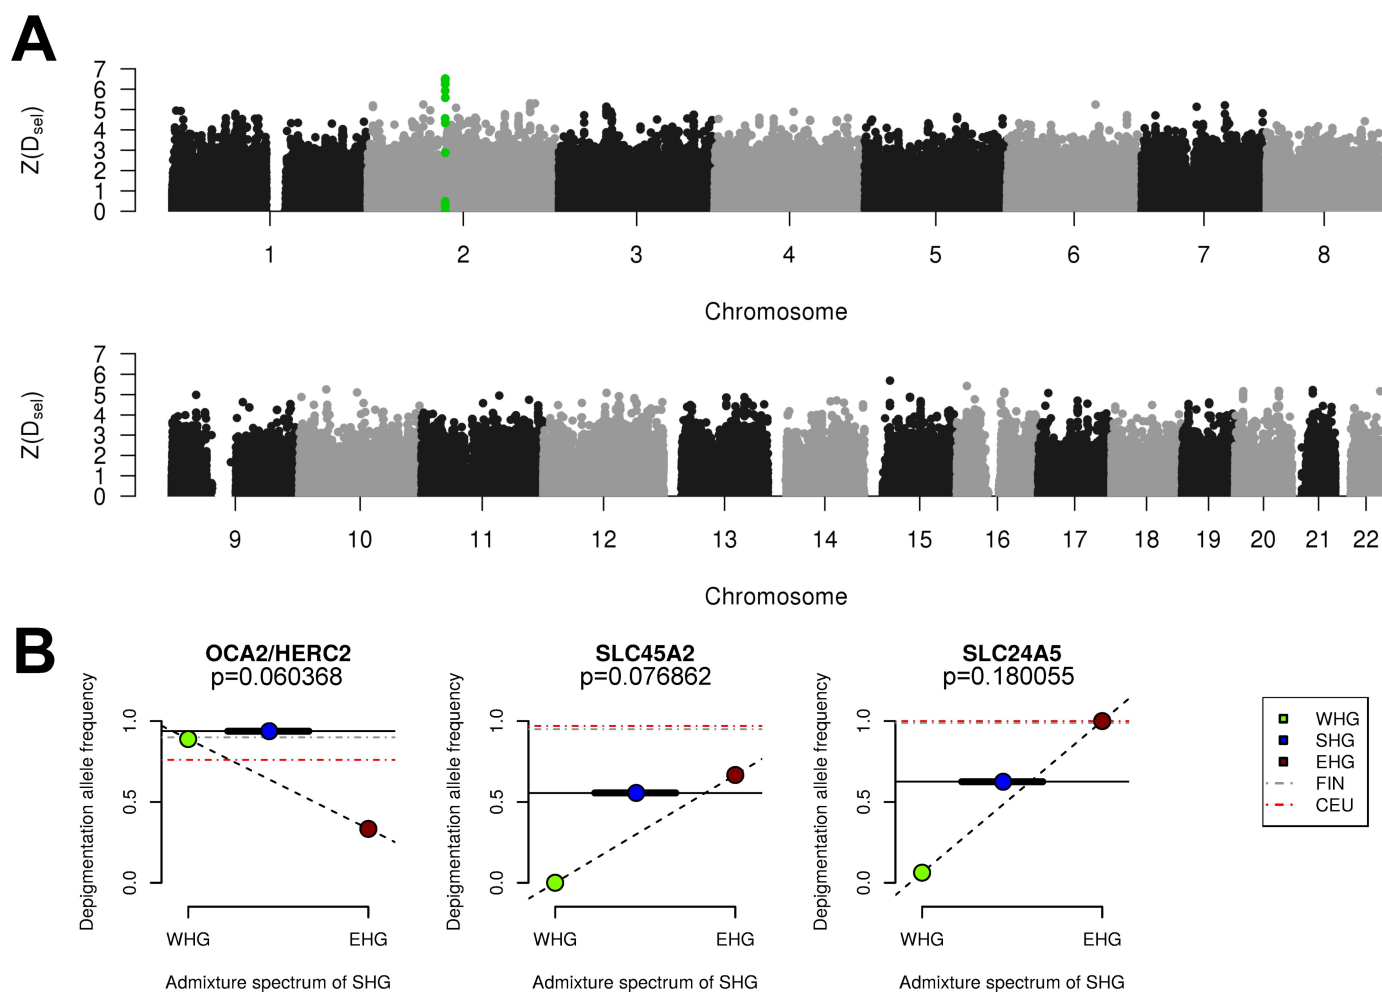 A
Z(Dsel)
7
6
5
4
3
2
1
0
1 2 3 4 5 6 7 8
Chromosome
Z(Dsel)
7
6
5
4
3
2
1
0
9 10 11 12 13 14 15 16 17 18 19 20 21 22
Chromosome
B
OCA2/HERC2
p=0.060368
Depigmentation allele frequency
1.0
0.5
0.0
WHG EHG
Admixture spectrum of SHG
SLC45A2
p=0.076862
Depigmentation allele frequency
1.0
0.5
0.0
WHG EHG
Admixture spectrum of SHG
SLC24A5
p=0.180055
Depigmentation allele frequency
1.0
0.5
0.0
WHG EHG
Admixture spectrum of SHG
WHG
SHG
EHG
FIN
CEU